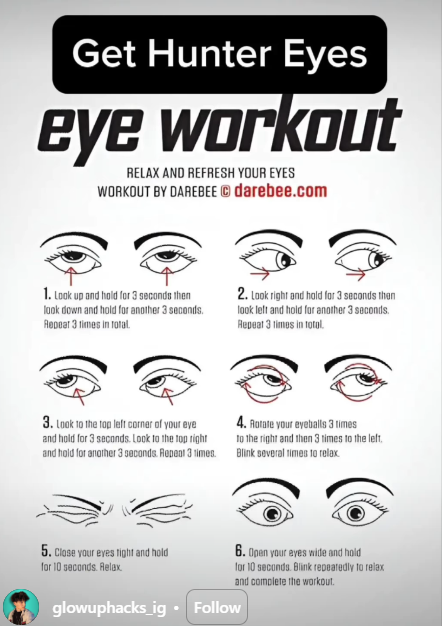 Get Hunter Eyes
eye workout
RELAX AND REFRESH YOUR EYES
WORKOUT BY DAREBEE © darebee.com
1. Look up and hold for 3 seconds then
look down and hold for another 3 seconds.
Repeat 3 times in total.
2. Look right and hold for 3 seconds then
look left and hold for another 3 seconds.
Repeat 3 times in total.
3. Look to the top left corner of your eye
and hold for 3 seconds. Look to the top right
and hold for another 3 seconds. Repeat 3 times.
4. Rotate your eyeballs 3 times
to the right and then 3 times to the left.
Blink several times to relax.
5. Close your eyes tight and hold
for 10 seconds. Relax.
6. Open your eyes wide and hold
for 10 seconds. Blink repeatedly to relax
and complete the workout.
glowuphacks_ig • Follow